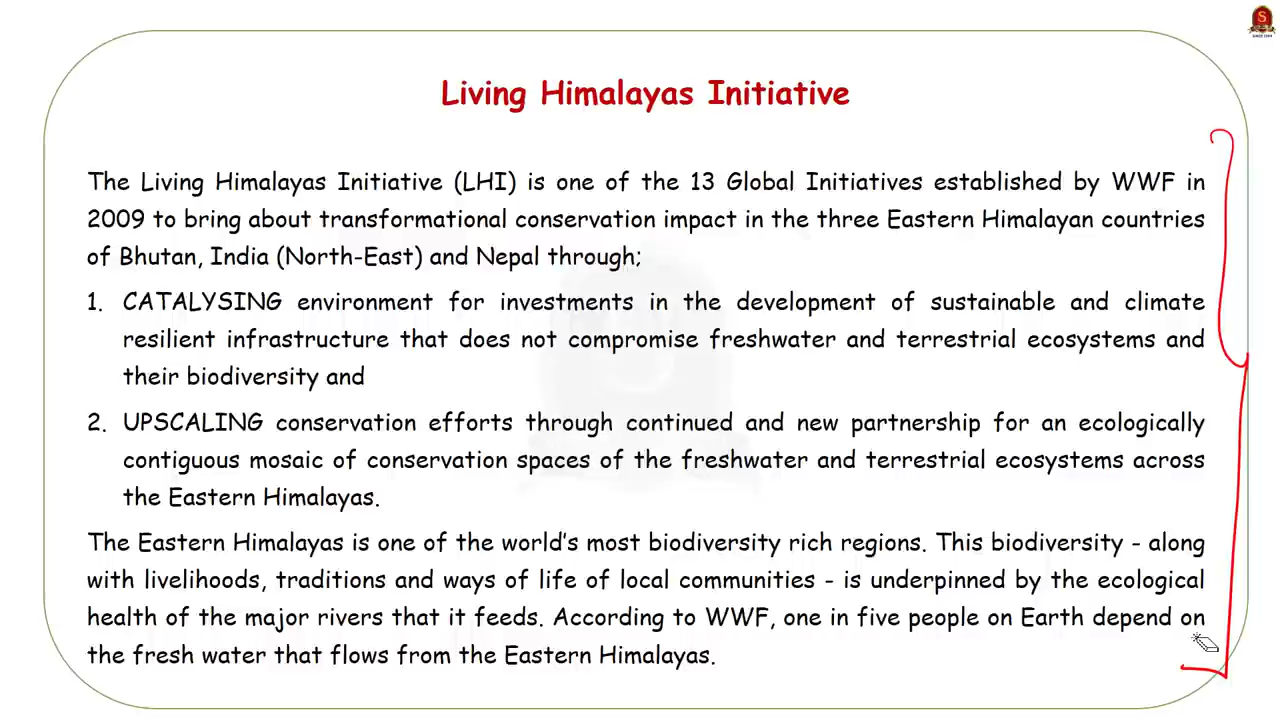 Living Himalayas Initiative
The Living Himalayas Initiative (LHI) is one of the 13 Global Initiatives established by WWF in
2009 to bring about transformational conservation impact in the three Eastern Himalayan countries
of Bhutan, India (North-East) and Nepal through;
1. CATALYSING environment for investments in the development of sustainable and climate
resilient infrastructure that does not compromise freshwater and terrestrial ecosystems and
their biodiversity and
2. UPSCALING conservation efforts through continued and new partnership for an ecologically
contiguous mosaic of conservation spaces of the freshwater and terrestrial ecosystems across
the Eastern Himalayas.
The Eastern Himalayas is one of the world's most biodiversity rich regions. This biodiversity - along
with livelihoods, traditions and ways of life of local communities - is underpinned by the ecological
health of the major rivers that it feeds. According to WWF, one in five people on Earth depend on
the fresh water that flows from the Eastern Himalayas.